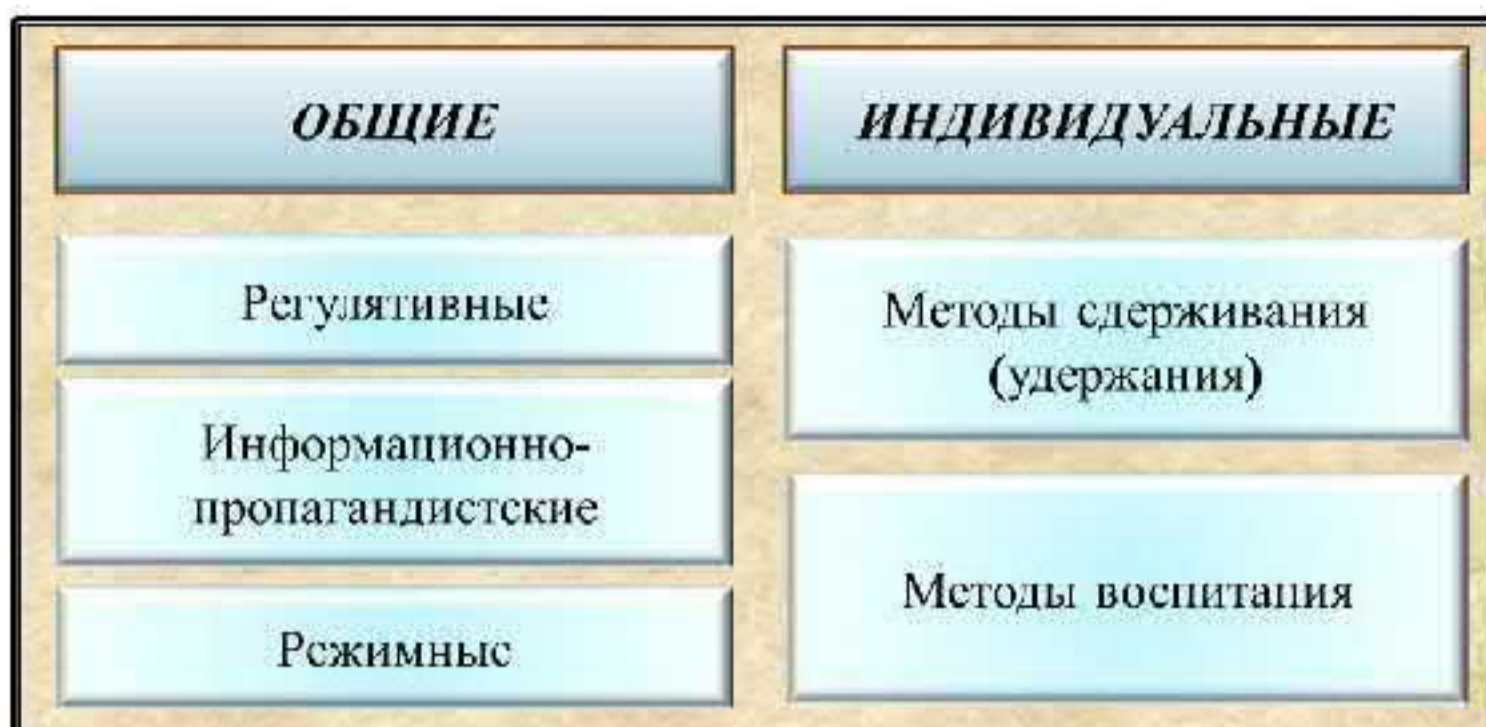 ОБЩИЕ
Регулятивные
Информационно-
пропагандистские
Режимные
ИНДИВИДУАЛЬНЫЕ
Методы сдерживания
(удержания)
Методы воспитания